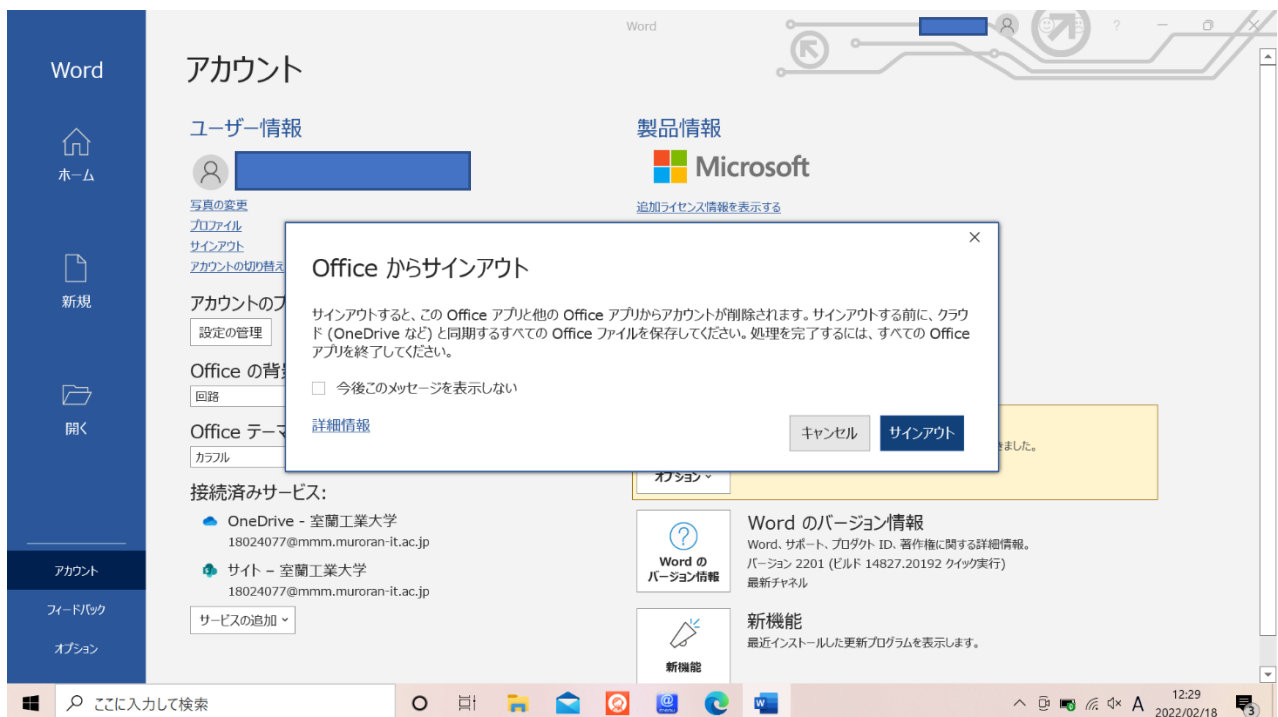 Word
Word
アカウント
ホーム
新規
開く
アカウント
フィードバック
オプション
ユーザー情報
写真の変更
プロファイル
サインアウト
アカウントの切り替え
アカウントのプ
設定の管理
Office の背景
回路
Office テーマ
カラフル
接続済みサービス:
OneDrive - 室蘭工業大学
18024077@mmm.muroran-it.ac.jp
サイト – 室蘭工業大学
18024077@mmm.muroran-it.ac.jp
サービスの追加
製品情報
Microsoft
追加ライセンス情報を表示する
Office からサインアウト
サインアウトすると、この Office アプリと他の Office アプリからアカウントが削除されます。サインアウトする前に、クラウ
ド (OneDrive など) と同期するすべての Office ファイルを保存してください。処理を完了するには、すべての Office
アプリを終了してください。
今後このメッセージを表示しない
詳細情報
キャンセル
サインアウト
きました。
オプション
Word の
バージョン情報
Word のバージョン情報
Word、サポート、プロダクト ID、著作権に関する詳細情報。
バージョン 2201 (ビルド 14827.20192 クイック実行)
最新チャネル
新機能
新機能
最近インストールした更新プログラムを表示します。
ここに入力して検索
A
12:29
2022/02/18
3